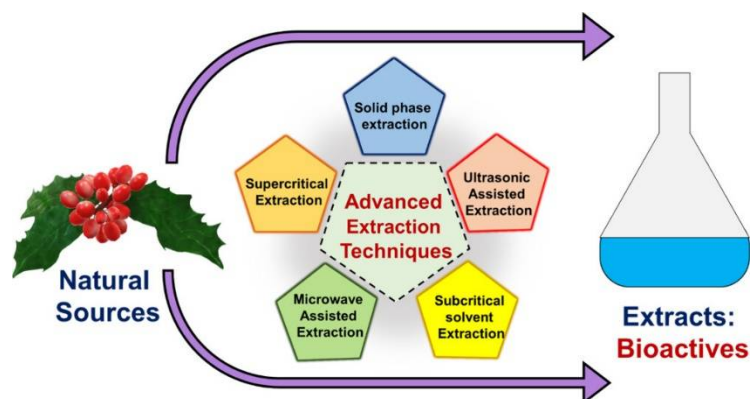 Solid phase
extraction
Supercritical
Extraction
Ultrasonic
Assisted
Extraction
Advanced
Extraction
Techniques
Natural
Sources
Microwave
Assisted
Extraction
Subcritical
solvent
Extraction
Extracts:
Bioactives